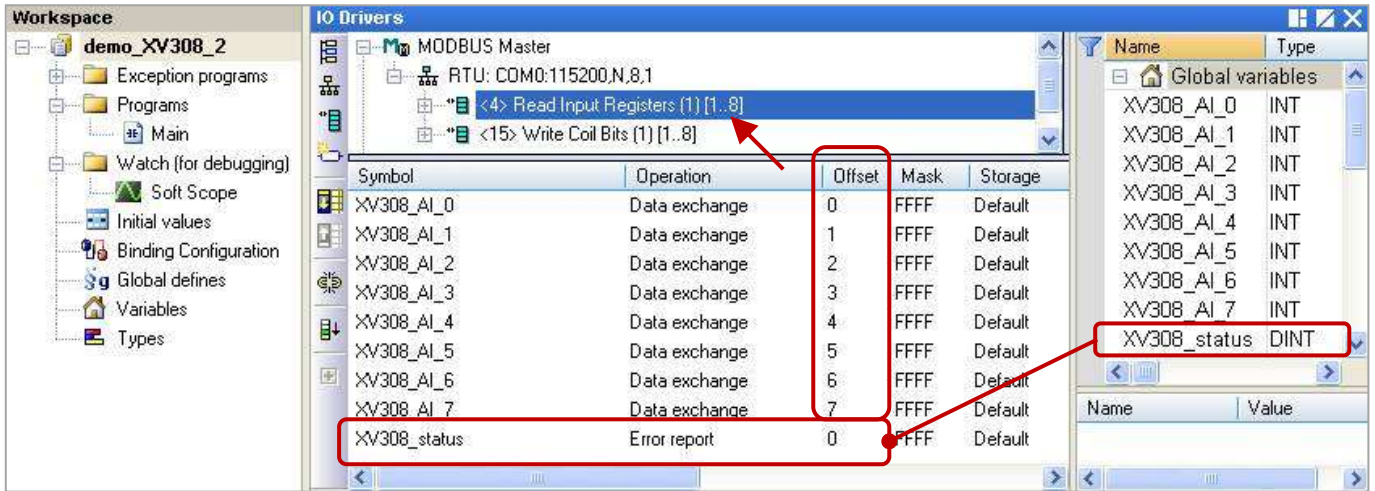 Workspace
demo_XV308_2
Exception programs
Programs
Main
Watch (for debugging)
Soft Scope
Initial values
Binding Configuration
Global defines
Variables
Types
IO Drivers
MODBUS Master
RTU: COM0:115200,N,8,1
<4> Read Input Registers (1) [1..8]
<15> Write Coil Bits (1) [1..8]
Symbol Operation Offset Mask Storage
XV308_AI_0 Data exchange 0 FFFF Default
XV308_AI_1 Data exchange 1 FFFF Default
XV308_AI_2 Data exchange 2 FFFF Default
XV308_AI_3 Data exchange 3 FFFF Default
XV308_AI_4 Data exchange 4 FFFF Default
XV308_AI_5 Data exchange 5 FFFF Default
XV308_AI_6 Data exchange 6 FFFF Default
XV308_AI_7 Data exchange 7 FFFF Default
XV308_status Error report 0 FFFF Default
Name Type
Global variables
XV308_AI_0 INT
XV308_AI_1 INT
XV308_AI_2 INT
XV308_AI_3 INT
XV308_AI_4 INT
XV308_AI_5 INT
XV308_AI_6 INT
XV308_AI_7 INT
XV308_status DINT
Name Value